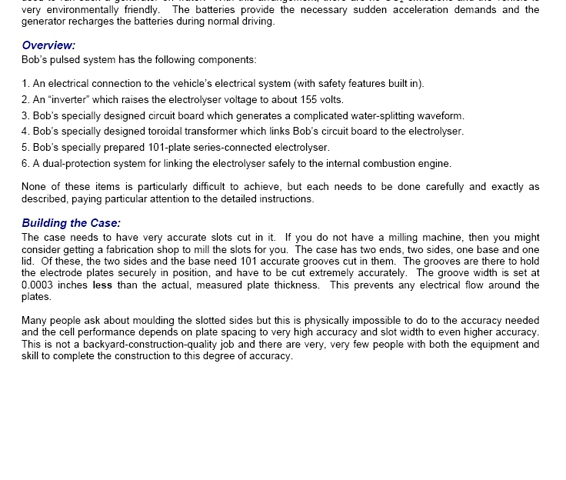 very environmentally friendly. The batteries provide the necessary sudden acceleration demands and the
generator recharges the batteries during normal driving.
Overview:
Bob's pulsed system has the following components:
1. An electrical connection to the vehicle's electrical system (with safety features built in).
2. An "inverter" which raises the electrolyser voltage to about 155 volts.
3. Bob's specially designed circuit board which generates a complicated water-splitting waveform.
4. Bob's specially designed toroidal transformer which links Bob's circuit board to the electrolyser.
5. Bob's specially prepared 101-plate series-connected electrolyser.
6. A dual-protection system for linking the electrolyser safely to the internal combustion engine.
None of these items is particularly difficult to achieve, but each needs to be done carefully and exactly as
described, paying particular attention to the detailed instructions.
Building the Case:
The case needs to have very accurate slots cut in it. If you do not have a milling machine, then you might
consider getting a fabrication shop to mill the slots for you. The case has two ends, two sides, one base and one
lid. Of these, the two sides and the base need 101 accurate grooves cut in them. The grooves are there to hold
the electrode plates securely in position, and have to be cut extremely accurately. The groove width is set at
0.0003 inches less than the actual, measured plate thickness. This prevents any electrical flow around the
plates.
Many people ask about moulding the slotted sides but this is physically impossible to do to the accuracy needed
and the cell performance depends on plate spacing to very high accuracy and slot width to even higher accuracy.
This is not a backyard-construction-quality job and there are very, very few people with both the equipment and
skill to complete the construction to this degree of accuracy.